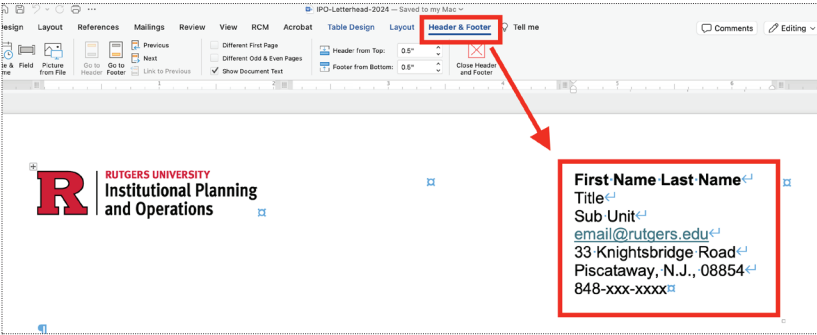 IPO-Latterhead-2024 — Saved to my Mac
esign Layout References Mailings Review View RCM Acrobat Table Design Layout Header & Footer Tell me Comments Editing
Previous Different First Page Header from Top: 0.5"
Next Different Odd & Even Pages Footer from Bottom: 0.5"
Link to Previous Show Document Text
Field Picture from File Go to Header Go to Footer Close Header and Footer
RUTGERS UNIVERSITY
Institutional Planning
and Operations
First Name Last Name
Title
Sub Unit
email@rutgers.edu
33 Knightsbridge Road
Piscataway, N.J., 08854
848-xxx-xxxx